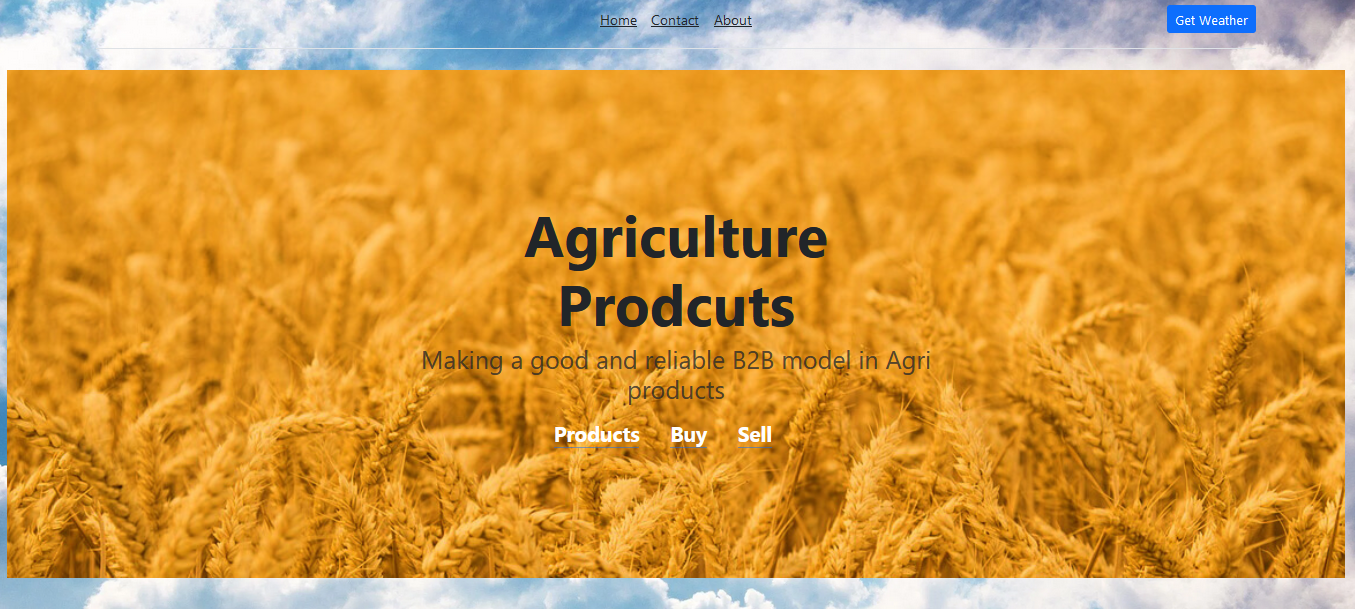 Home Contact About Get Weather
Agriculture
Prodcuts
Making a good and reliable B2B model in Agri
products
Products Buy Sell